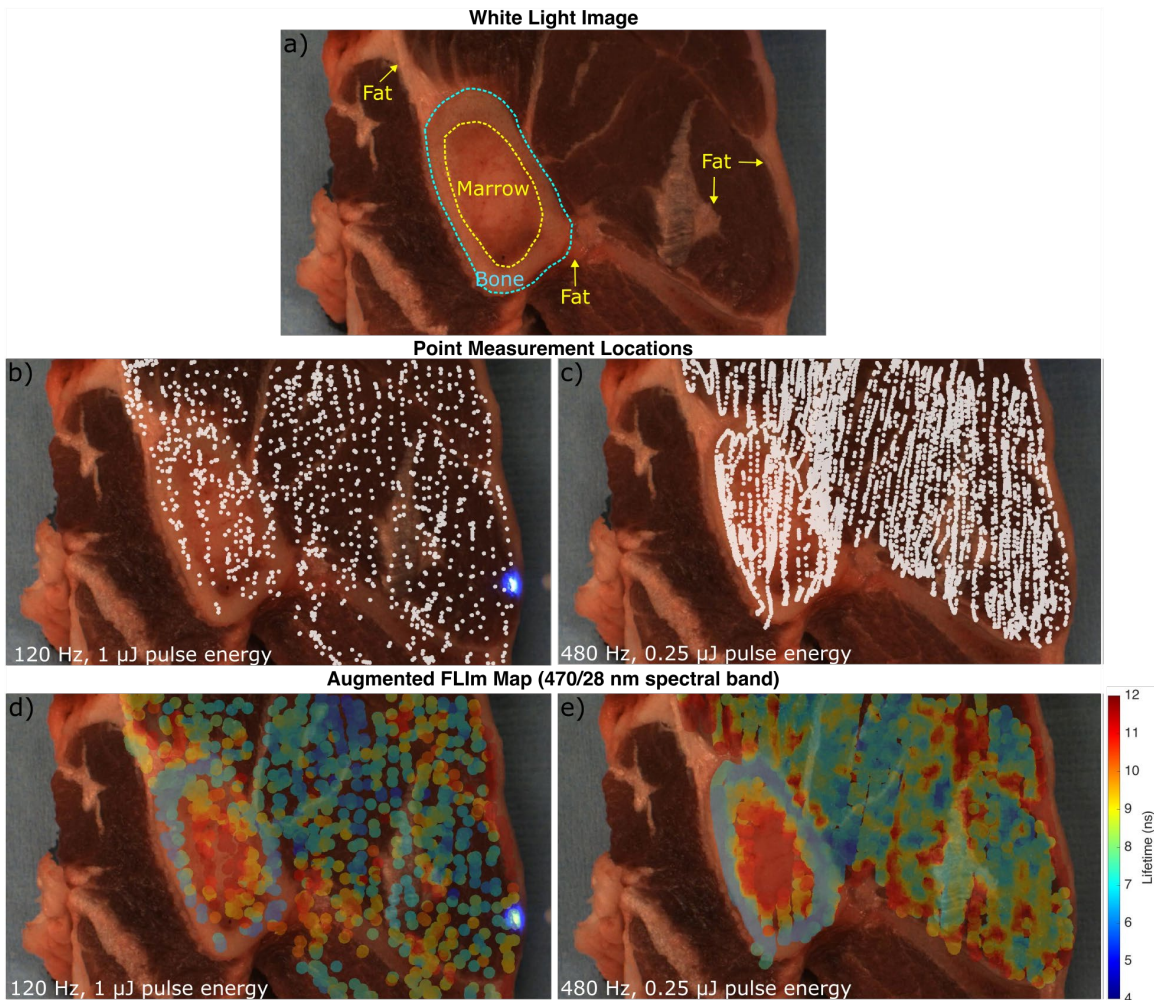 White Light Image
a)
Fat
Fat
Marrow
Bone
Fat
Point Measurement Locations
b)
c)
120 Hz, 1 µJ pulse energy
480 Hz, 0.25 µJ pulse energy
Augmented FLIm Map (470/28 nm spectral band)
d)
e)
120 Hz, 1 µJ pulse energy
480 Hz, 0.25 µJ pulse energy
12
11
10
9
8
7
6
5
4
Lifetime (ns)